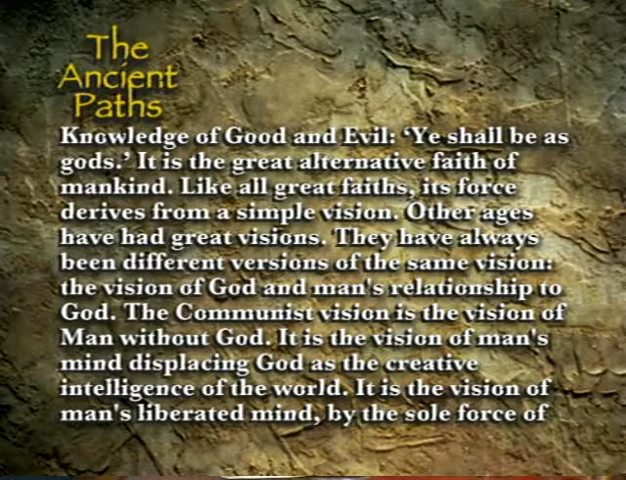 The
Ancient
Paths
Knowledge of Good and Evil: ‘Ye shall be as
gods.’ It is the great alternative faith of
mankind. Like all great faiths, its force
derives from a simple vision. Other ages
have had great visions. They have always
been different versions of the same vision:
the vision of God and man's relationship to
God. The Communist vision is the vision of
Man without God. It is the vision of man's
mind displacing God as the creative
intelligence of the world. It is the vision of
man's liberated mind, by the sole force of